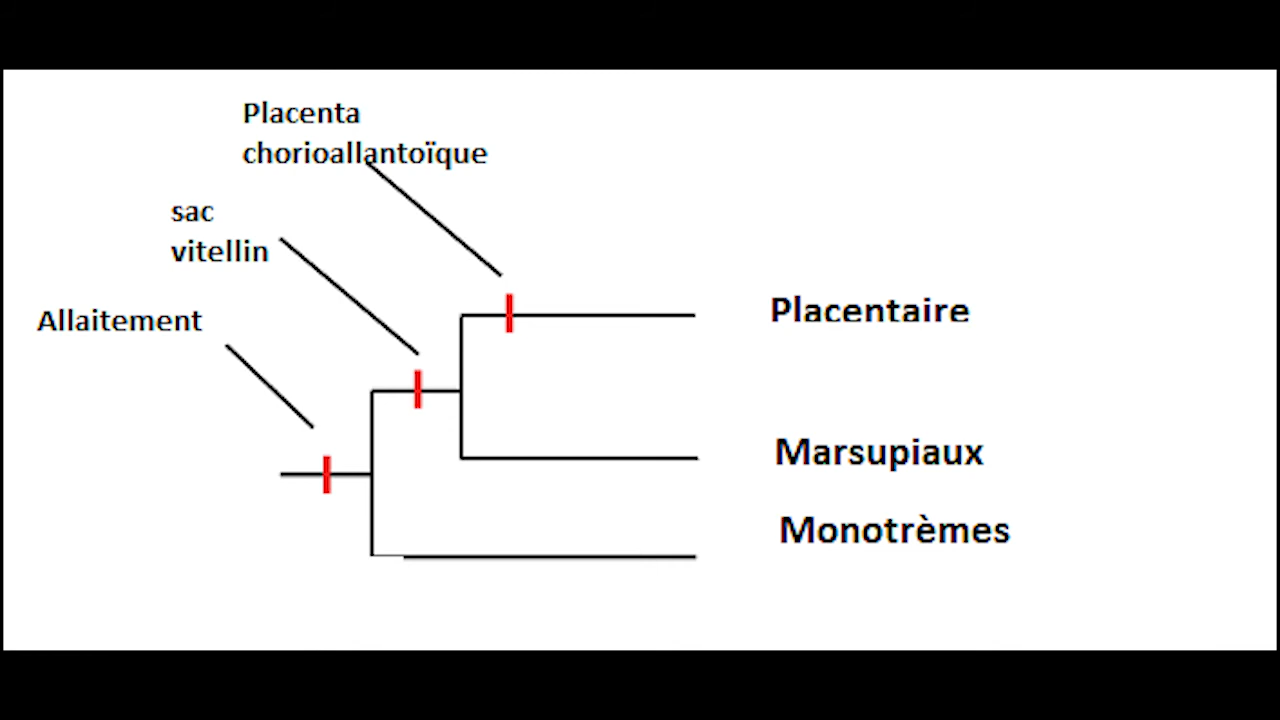 Placenta
chorioallantoïque
sac
vitellin
Allaitement
Placentaire
Marsupiaux
Monotrèmes